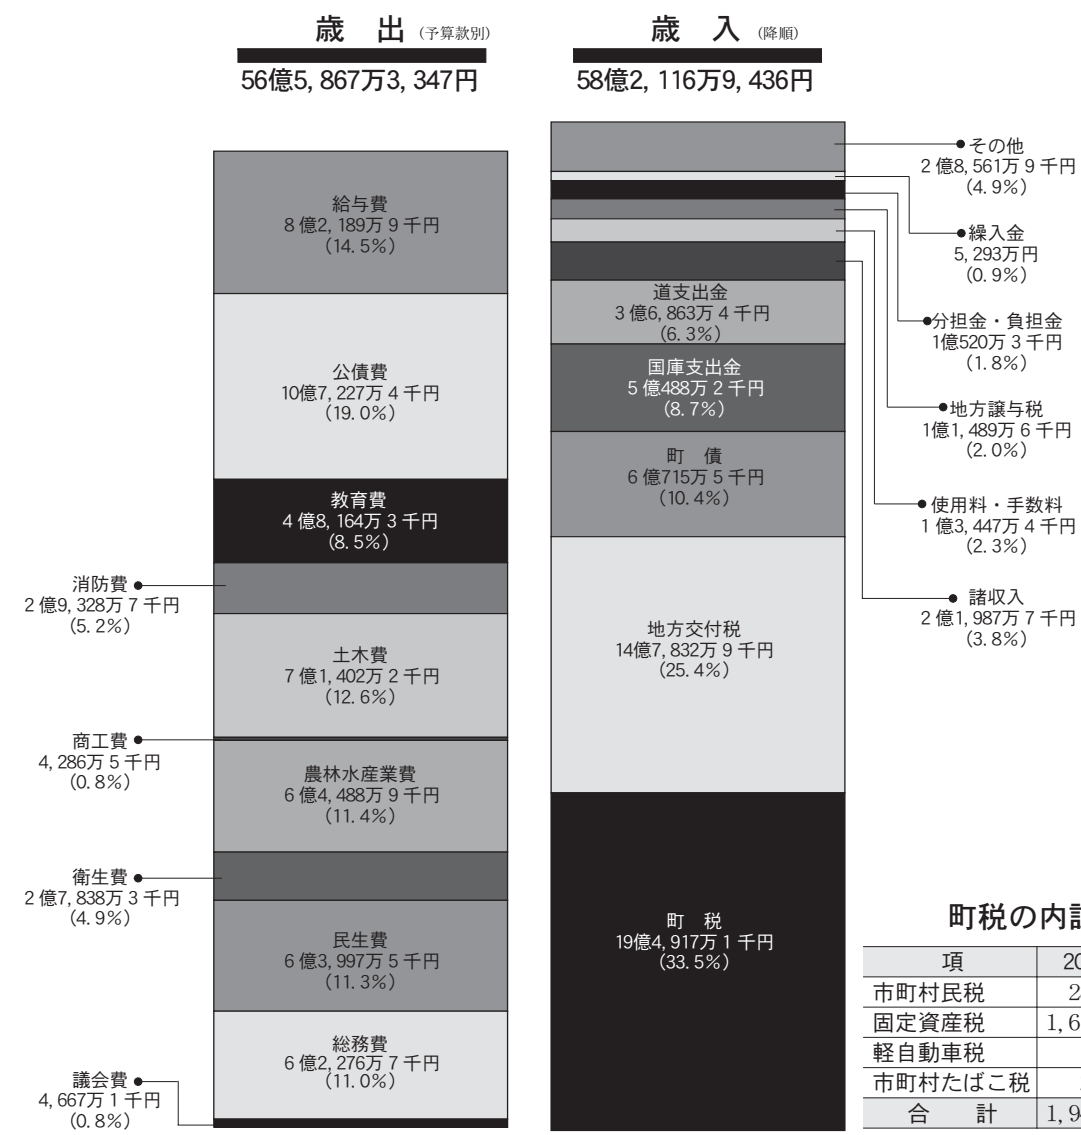 歳　出（予算款別）
56億5,867万3,347円
給与費
8億2,189万9千円
（14.5%）
公債費
10億7,227万4千円
（19.0%）
教育費
4億8,164万3千円
（8.5%）
消防費
2億9,328万7千円
（5.2%）
土木費
7億1,402万2千円
（12.6%）
商工費
4,286万5千円
（0.8%）
農林水産業費
6億4,488万9千円
（11.4%）
衛生費
2億7,838万3千円
（4.9%）
民生費
6億3,997万5千円
（11.3%）
総務費
6億2,276万7千円
（11.0%）
議会費
4,667万1千円
（0.8%）
歳　入（降順）
58億2,116万9,436円
その他
2億8,561万9千円
（4.9%）
繰入金
5,293万円
（0.9%）
分担金・負担金
1億520万3千円
（1.8%）
地方譲与税
1億1,489万6千円
（2.0%）
使用料・手数料
1億3,447万4千円
（2.3%）
諸収入
2億1,987万7千円
（3.8%）
道支出金
3億6,863万4千円
（6.3%）
国庫支出金
5億488万2千円
（8.7%）
町　債
6億715万5千円
（10.4%）
地方交付税
14億7,832万9千円
（25.4%）
町　税
19億4,917万1千円
（33.5%）
町税の内
項　20
市町村民税　2
固定資産税　1,6
軽自動車税
市町村たばこ税
合　計　1,9